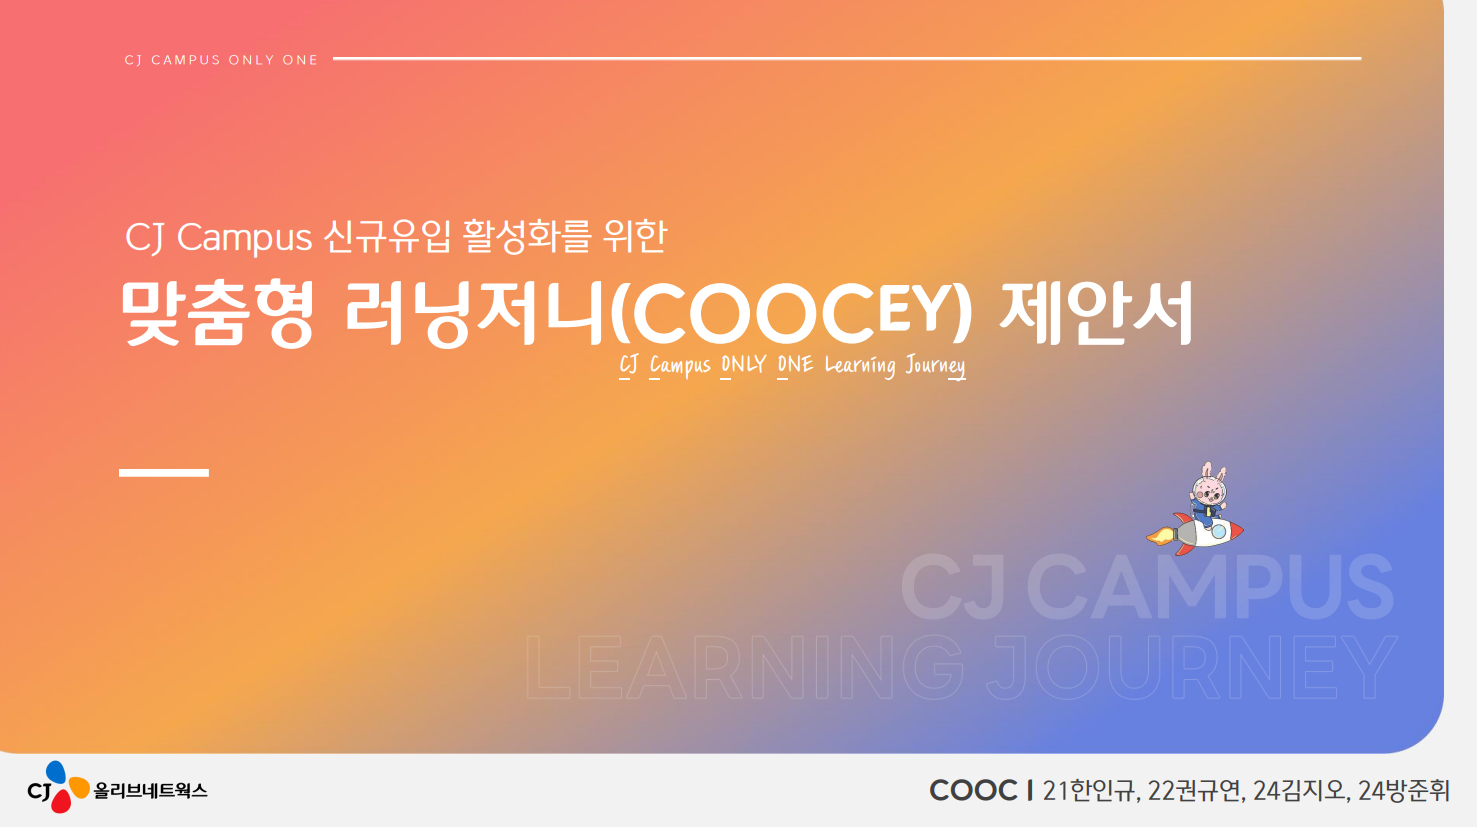 CJ CAMPUS ONLY ONE
CJ Campus 신규유입 활성화를 위한
맞춤형 러닝저니(COOCEY) 제안서
CJ Campus ONLY ONE Learning Journey
CJ CAMPUS
LEARNING JOURNEY
CJ 올리브네트웍스
COOC I 21한인규, 22권규연, 24김지오, 24방준휘